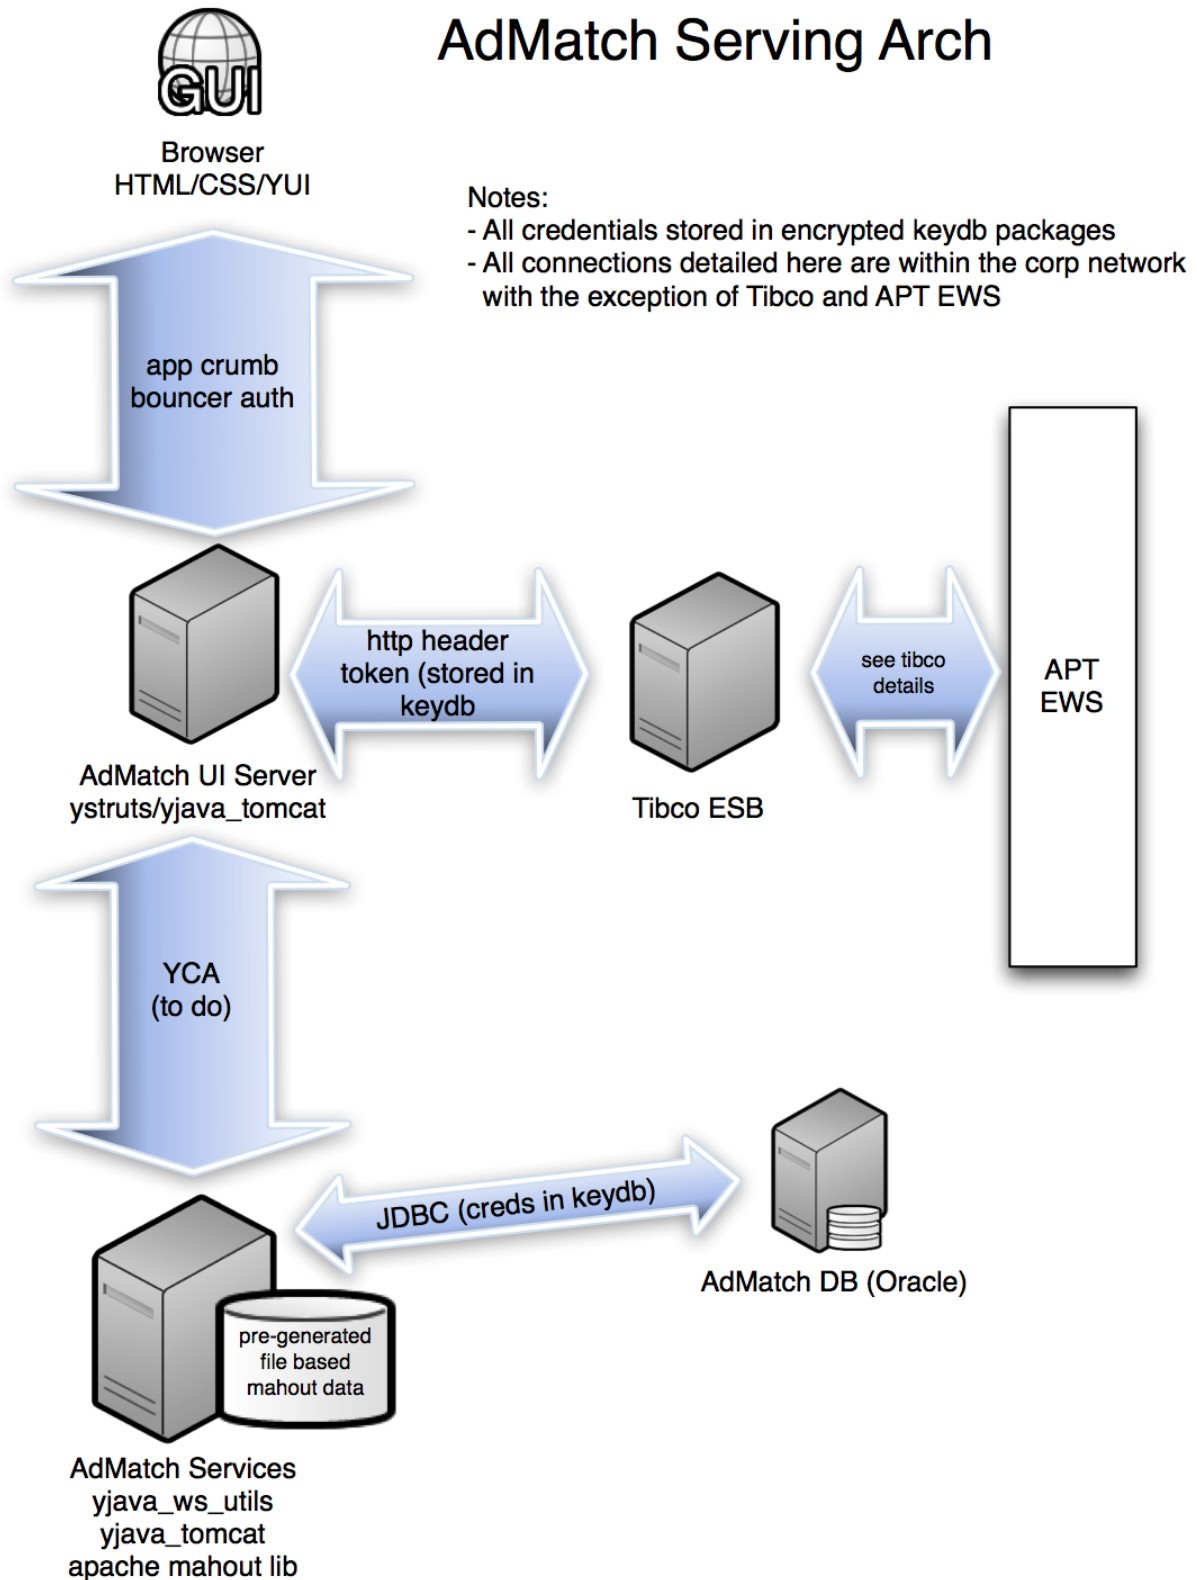 AdMatch Serving Arch
GUI
Browser
HTML/CSS/YUI
Notes:
- All credentials stored in encrypted keydb packages
- All connections detailed here are within the corp network
with the exception of Tibco and APT EWS
app crumb
bouncer auth
http header
token (stored in
keydb
see tibco
details
APT
EWS
AdMatch UI Server
ystruts/yjava_tomcat
Tibco ESB
YCA
(to do)
JDBC (creds in keydb)
AdMatch DB (Oracle)
pre-generated
file based
mahout data
AdMatch Services
yjava_ws_utils
yjava_tomcat
apache mahout lib